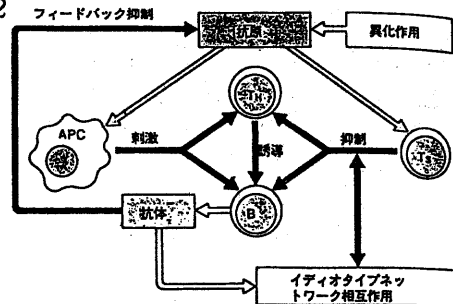 2
フィードバック抑制
抗原
異化作用
TH
APC
刺激
誘導
抑制
Ts
抗体
B
イディオタイプネッ
トワーク相互作用